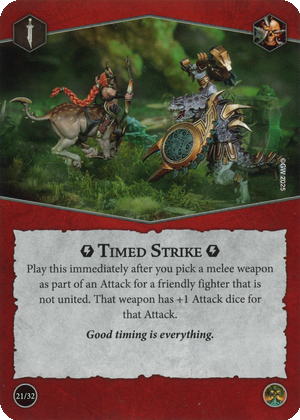 ©GW 2025
TIMED STRIKE
Play this immediately after you pick a melee weapon
as part of an Attack for a friendly fighter that is
not united. That weapon has +1 Attack dice for
that Attack.
Good timing is everything.
21/32